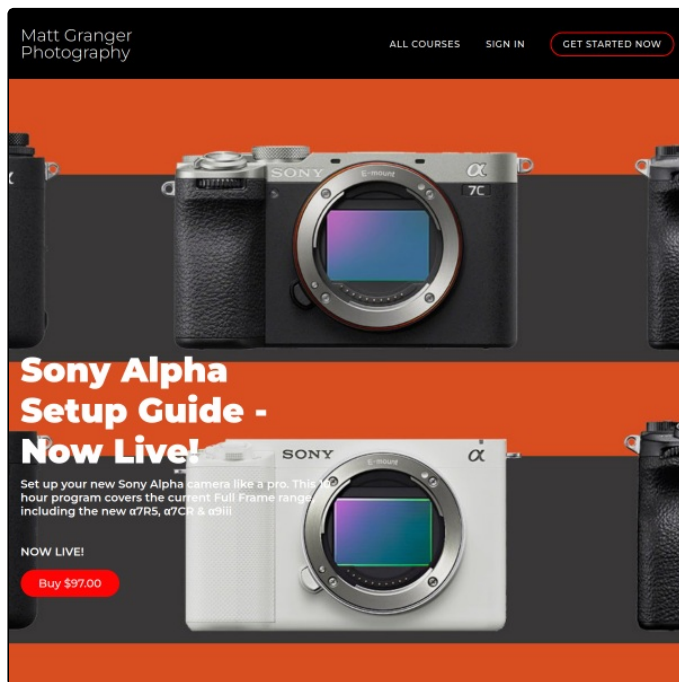 Matt Granger
Photography
ALL COURSES
SIGN IN
GET STARTED NOW
SONY
E-mount
α
7C
Sony Alpha
Setup Guide -
Now Live!
SONY
E-mount
α
Set up your new Sony Alpha camera like a pro. This
hour program covers the current Full Frame range,
including the new α7R5, α7CR & α9iii
NOW LIVE!
Buy $97.00